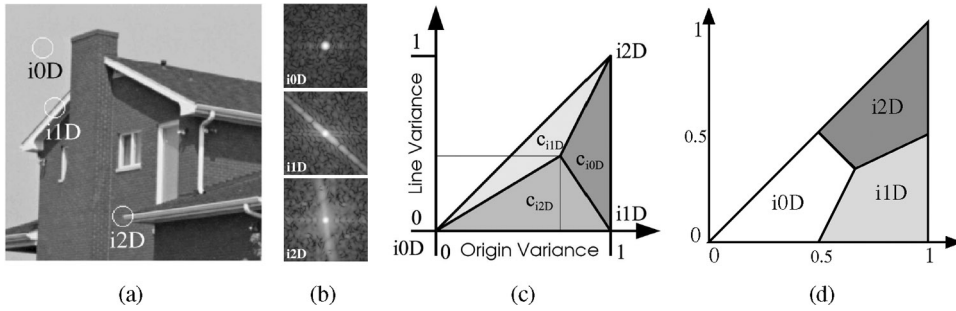 i0D
i1D
i2D
(a)
i0D
i1D
i2D
(b)
Line Variance
1
0
i2D
c_i1D
c_i0D
c_i2D
i1D
i0D
0
Origin Variance
1
(c)
1
0.5
0
i2D
i0D
i1D
0
0.5
1
(d)